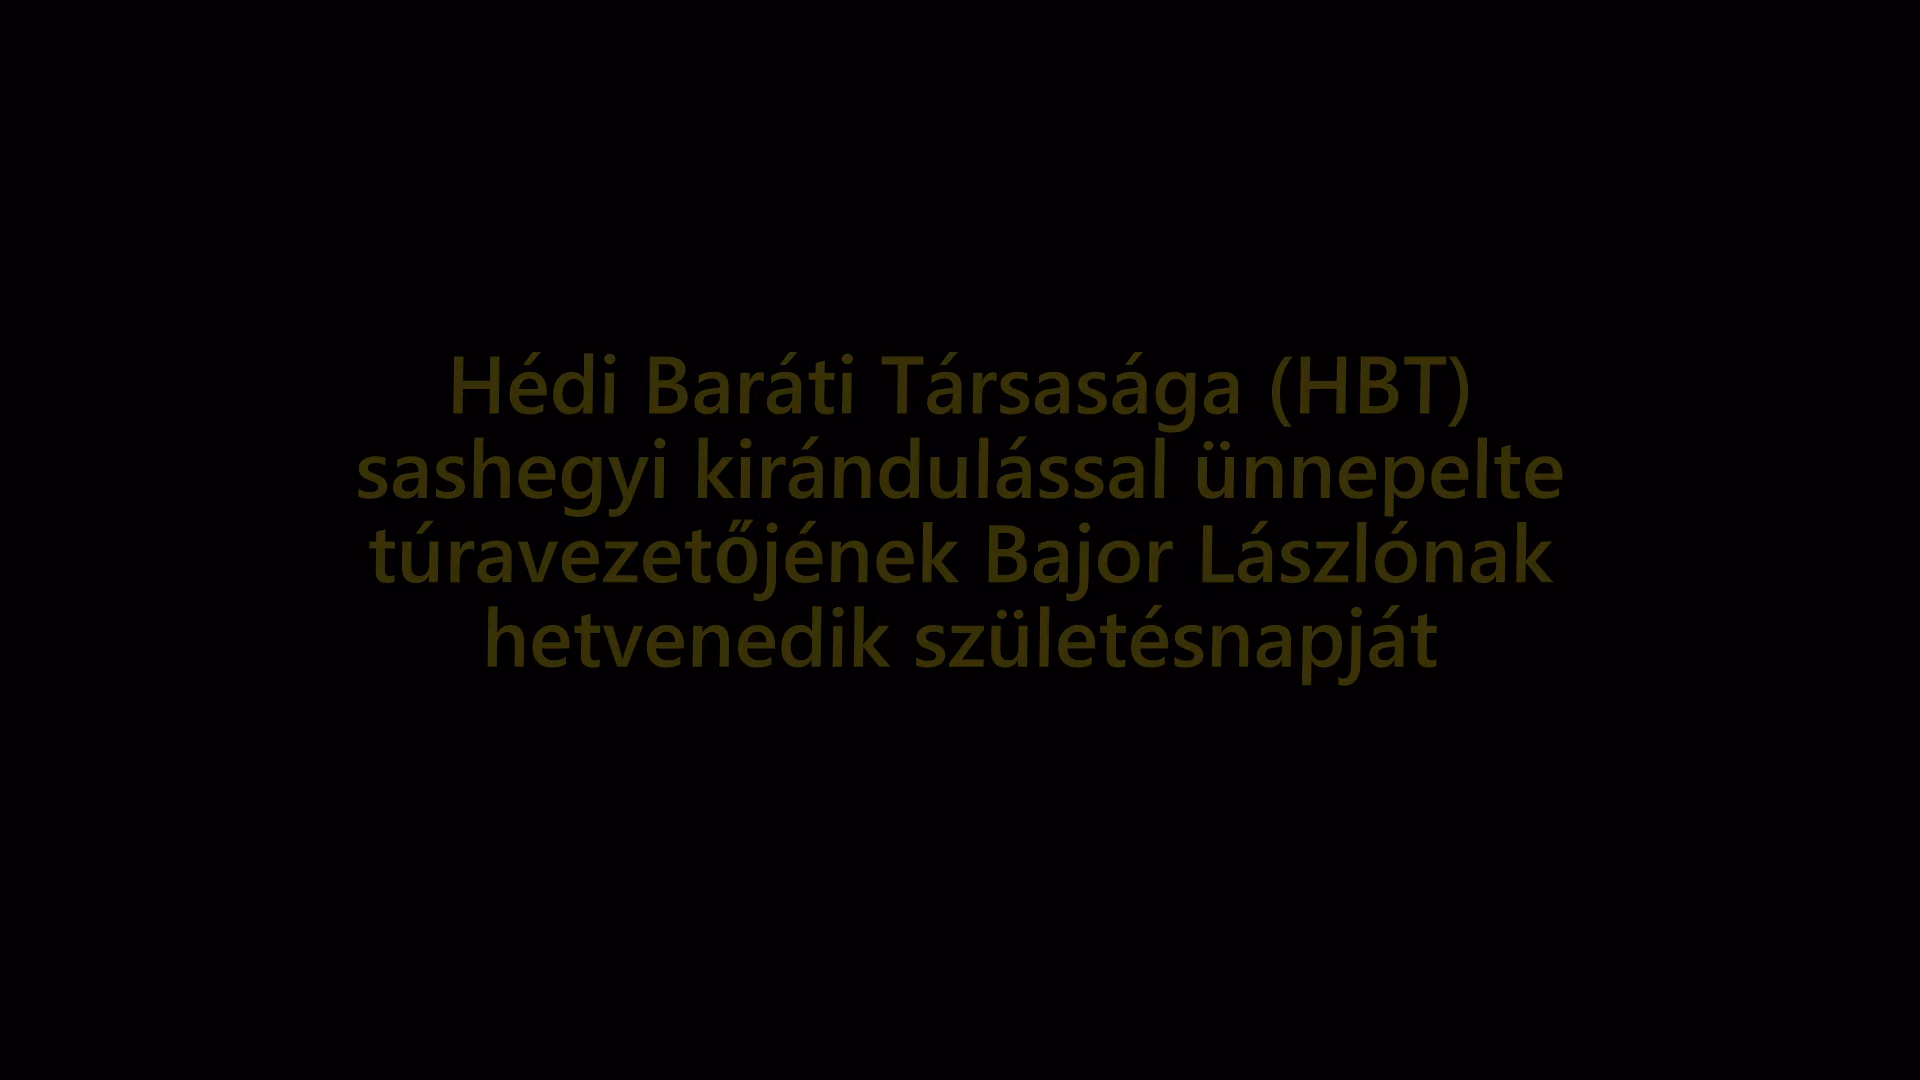 Hédi Baráti Társasága (HBT)
sashegyi kirándulással ünnepelte
túravezetőjének Bajor Lászlónak
hetvenedik születésnapját